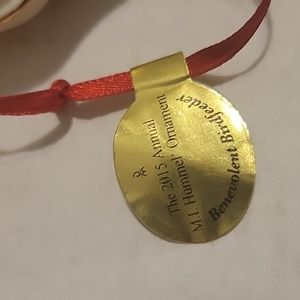 The 2015 Annual
M.I. Hummel Ornament
Benevolent Birdfeeder